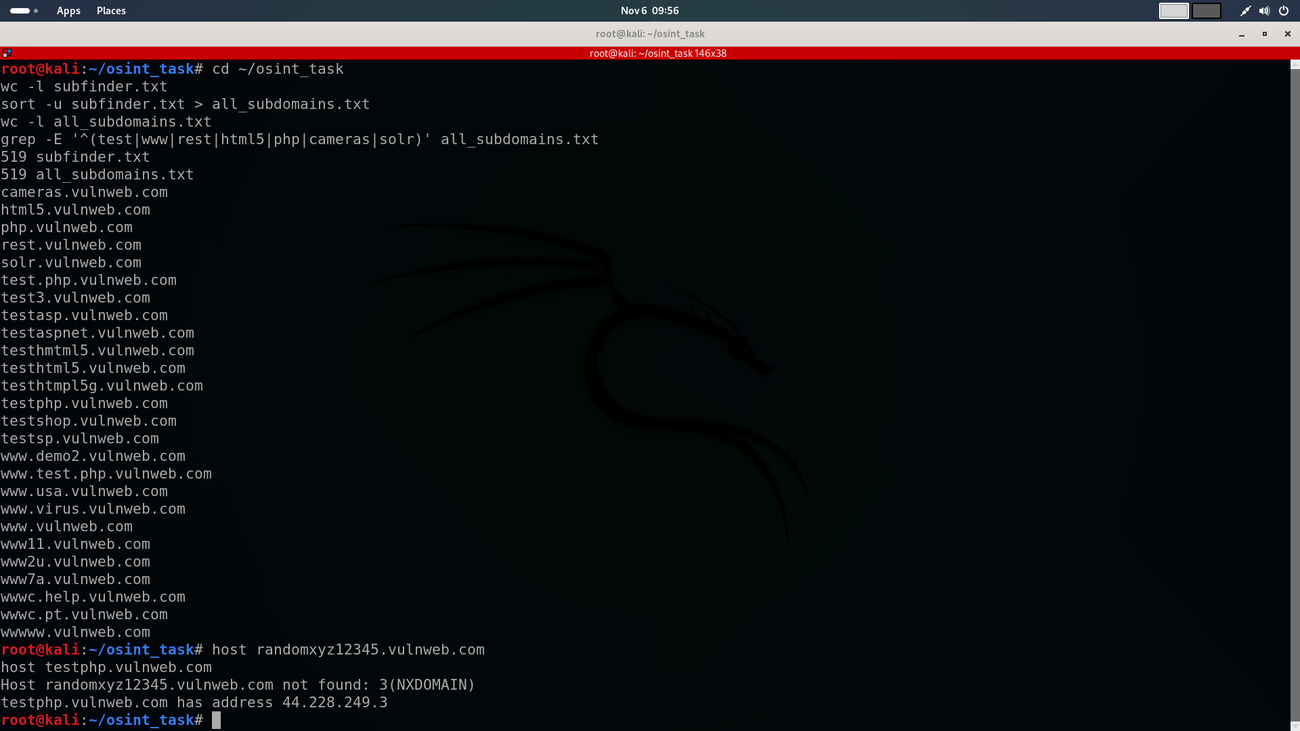 Apps Places Nov 6 09:56
root@kali: ~/osint_task
root@kali: ~/osint_task 146x38
root@kali:~/osint_task# cd ~/osint_task
wc -l subfinder.txt
sort -u subfinder.txt > all_subdomains.txt
wc -l all_subdomains.txt
grep -E '^(test|www|rest|html5|php|cameras|solr)' all_subdomains.txt
519 subfinder.txt
519 all_subdomains.txt
cameras.vulnweb.com
html5.vulnweb.com
php.vulnweb.com
rest.vulnweb.com
solr.vulnweb.com
test.php.vulnweb.com
test3.vulnweb.com
testasp.vulnweb.com
testaspnet.vulnweb.com
testhmtml5.vulnweb.com
testhtml5.vulnweb.com
testhtmpl5g.vulnweb.com
testphp.vulnweb.com
testshop.vulnweb.com
testsp.vulnweb.com
www.demo2.vulnweb.com
www.test.php.vulnweb.com
www.usa.vulnweb.com
www.virus.vulnweb.com
www.vulnweb.com
www11.vulnweb.com
www2u.vulnweb.com
www7a.vulnweb.com
wwwc.help.vulnweb.com
wwwc.pt.vulnweb.com
wwwww.vulnweb.com
root@kali:~/osint_task# host randomxyz12345.vulnweb.com
host testphp.vulnweb.com
Host randomxyz12345.vulnweb.com not found: 3(NXDOMAIN)
testphp.vulnweb.com has address 44.228.249.3
root@kali:~/osint_task#